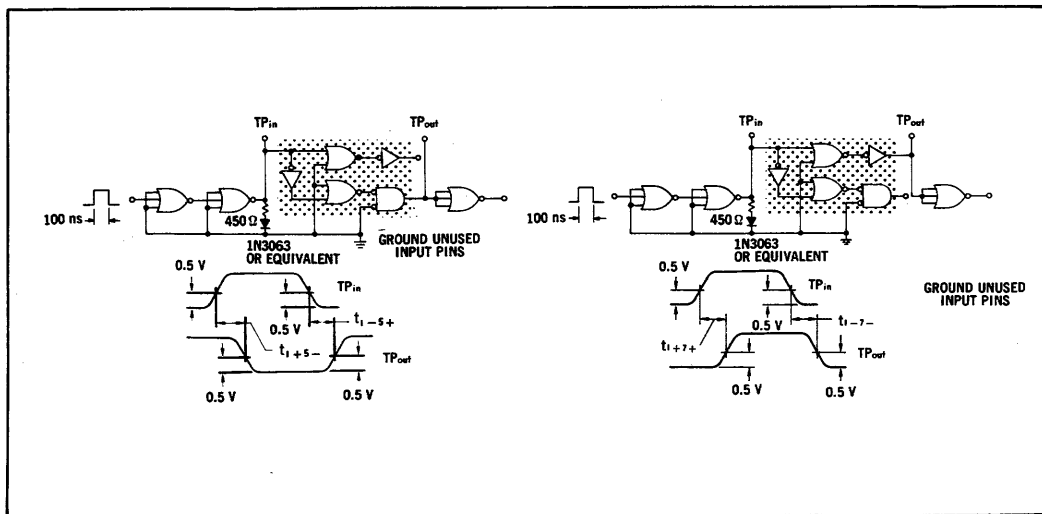 TPin
TPout
100 ns
450 Ω
1N3063
OR EQUIVALENT
GROUND UNUSED
INPUT PINS
0.5 V
TPin
0.5 V
t1-5+
t1+5-
TPout
0.5 V
0.5 V
TPin
TPout
100 ns
450 Ω
1N3063
OR EQUIVALENT
GROUND UNUSED
INPUT PINS
0.5 V
TPin
0.5 V
t1-7-
t1+7+
TPout
0.5 V
0.5 V